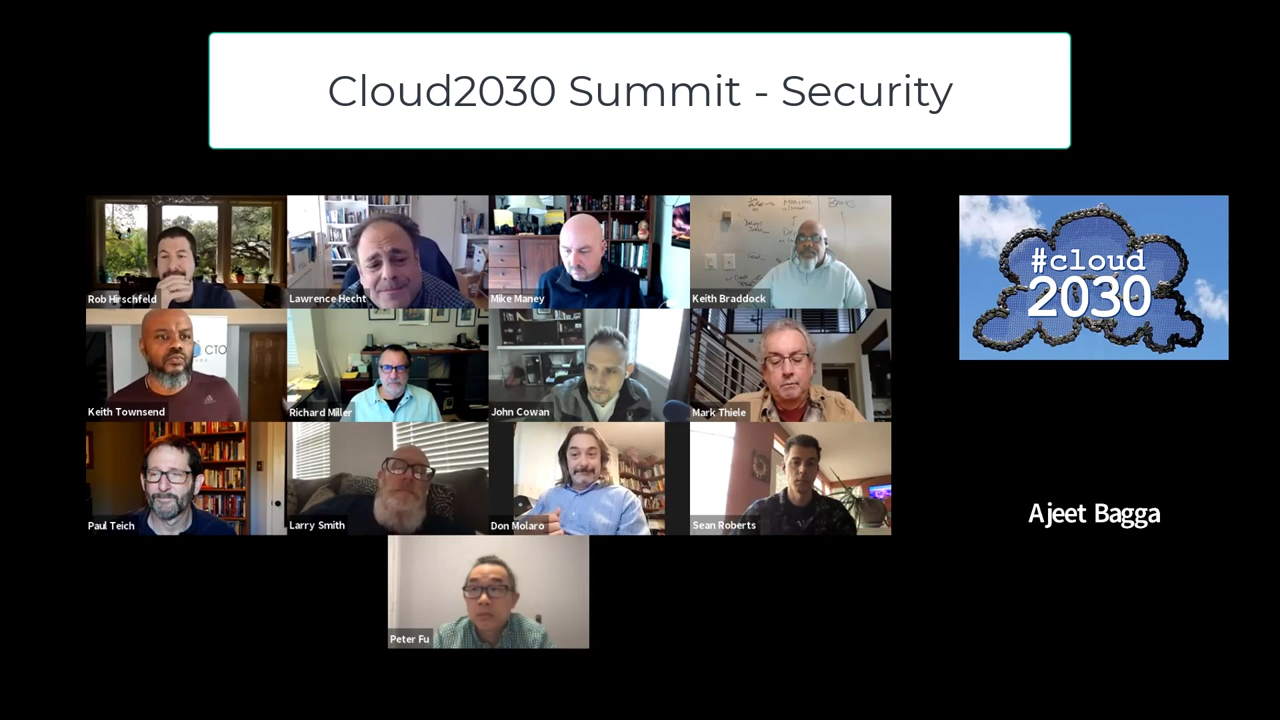 Cloud2030 Summit - Security
Rob Hirschfeld
Lawrence Hecht
Mike Maney
Keith Braddock
#cloud
2030
Keith Townsend
CTO
Richard Miller
John Cowan
Mark Thiele
Paul Teich
Larry Smith
Don Molaro
Sean Roberts
Ajeet Bagga
Peter Fu